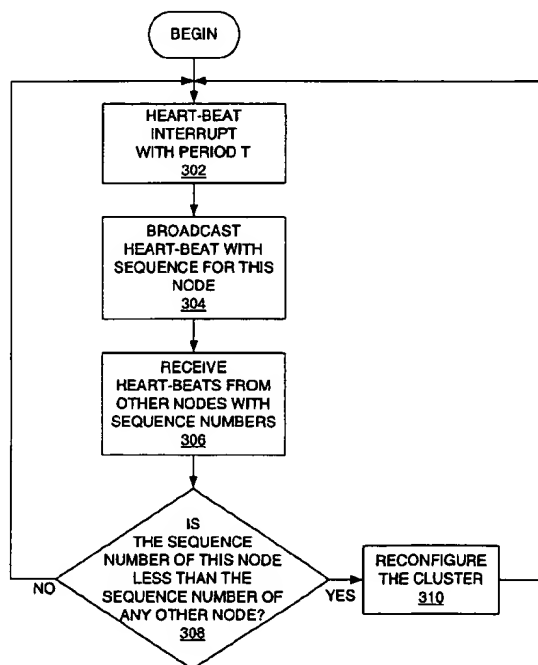 BEGIN
HEART-BEAT
INTERRUPT
WITH PERIOD T
302
BROADCAST
HEART-BEAT WITH
SEQUENCE FOR THIS
NODE
304
RECEIVE
HEART-BEATS FROM
OTHER NODES WITH
SEQUENCE NUMBERS
306
IS
THE SEQUENCE
NUMBER OF THIS NODE
LESS THAN THE
SEQUENCE NUMBER OF
ANY OTHER NODE?
308
NO
YES
RECONFIGURE
THE CLUSTER
310